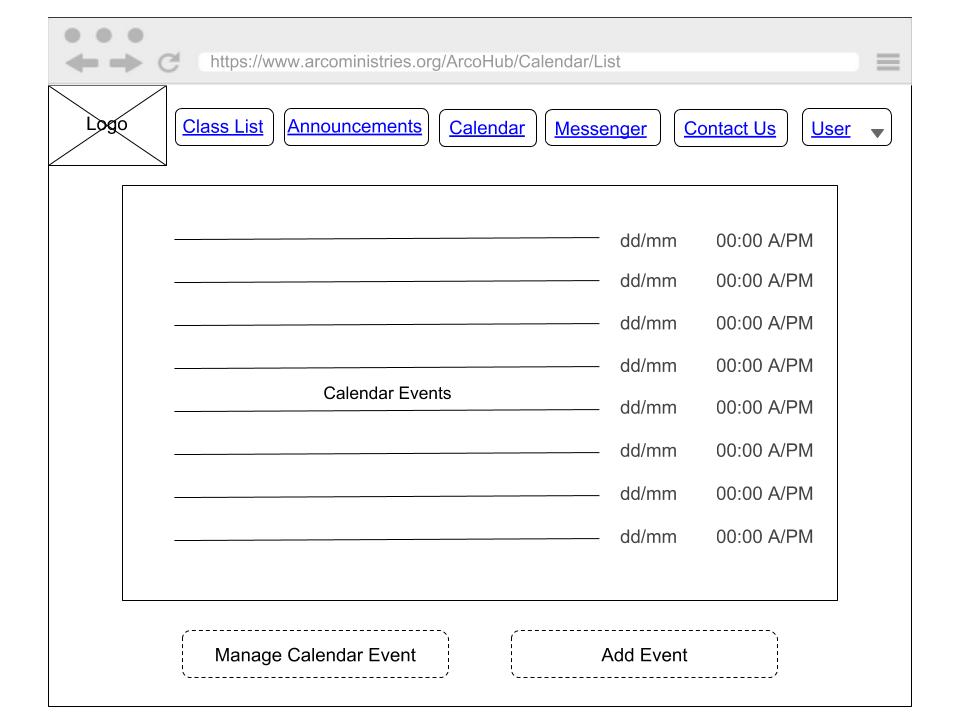 https://www.arcoministries.org/ArcoHub/Calendar/List
Logo Class List Announcements Calendar Messenger Contact Us User
dd/mm 00:00 A/PM
dd/mm 00:00 A/PM
dd/mm 00:00 A/PM
dd/mm 00:00 A/PM
Calendar Events
dd/mm 00:00 A/PM
dd/mm 00:00 A/PM
dd/mm 00:00 A/PM
dd/mm 00:00 A/PM
Manage Calendar Event Add Event